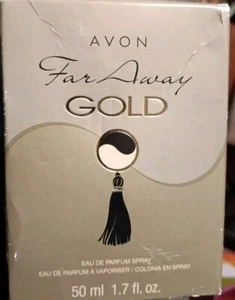 AVON
Far Away
GOLD
EAU DE PARFUM SPRAY
EAU DE PARFUM À VAPORISER / COLONIA EN SPRAY
50 ml 1.7 fl. oz.